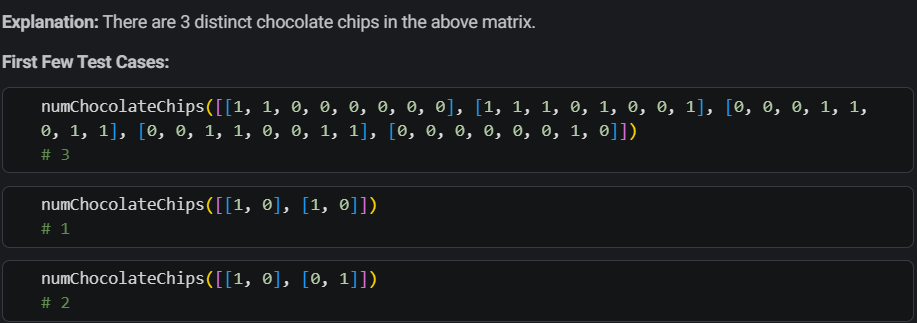 Explanation: There are 3 distinct chocolate chips in the above matrix.
First Few Test Cases:
numChocolateChips([[1, 1, 0, 0, 0, 0, 0, 0], [1, 1, 1, 0, 1, 0, 0, 1], [0, 0, 0, 1, 1,
0, 1, 1], [0, 0, 1, 1, 0, 0, 1, 1], [0, 0, 0, 0, 0, 0, 1, 0]])
# 3
numChocolateChips([[1, 0], [1, 0]])
# 1
numChocolateChips([[1, 0], [0, 1]])
# 2